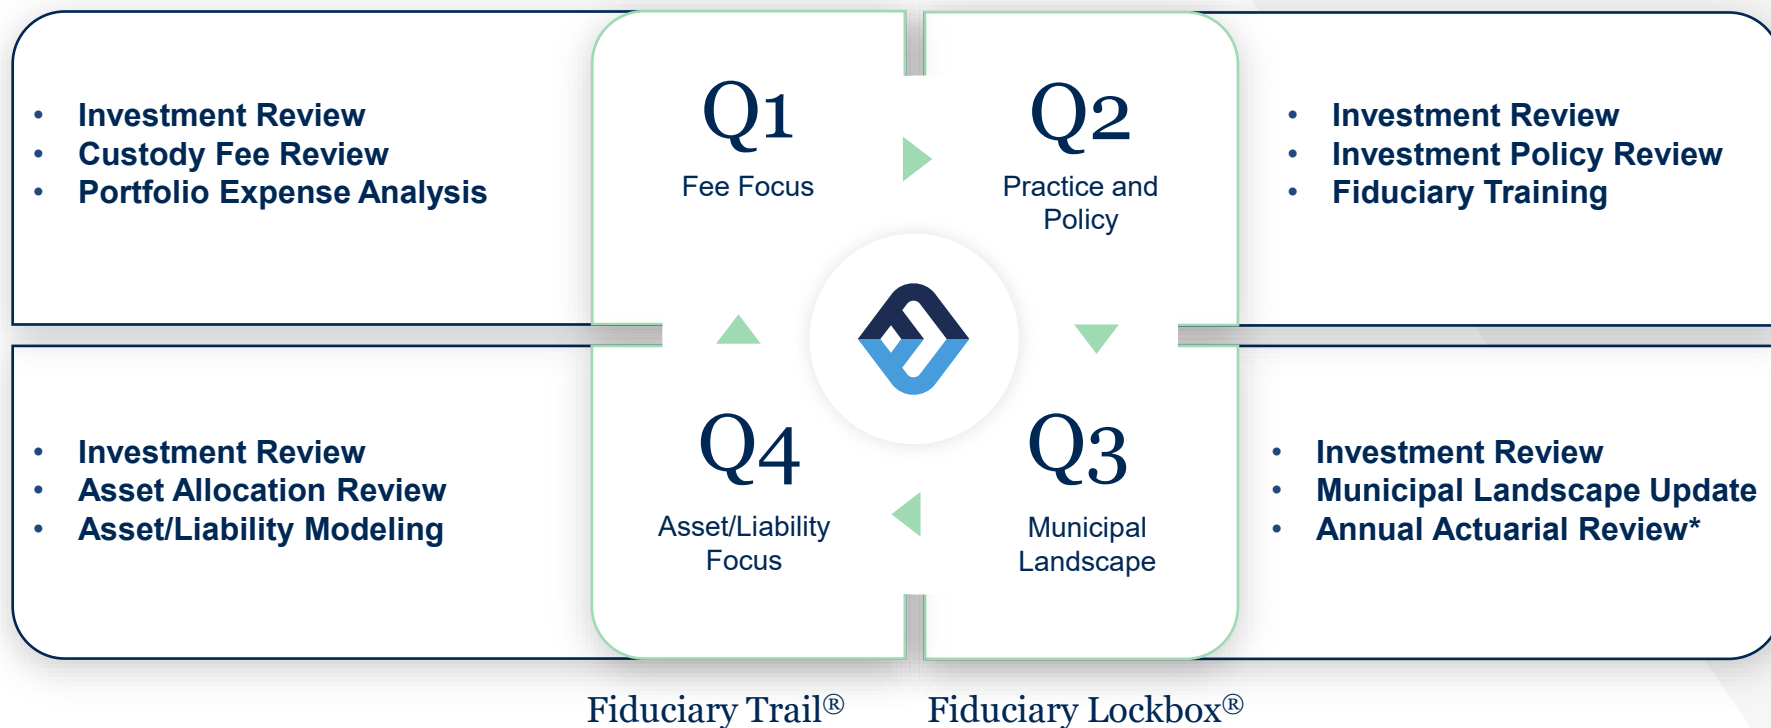 • Investment Review
• Custody Fee Review
• Portfolio Expense Analysis
Q1
Fee Focus
Q2
Practice and
Policy
• Investment Review
• Investment Policy Review
• Fiduciary Training
• Investment Review
• Asset Allocation Review
• Asset/Liability Modeling
Q4
Asset/Liability
Focus
Q3
Municipal
Landscape
• Investment Review
• Municipal Landscape Update
• Annual Actuarial Review*
Fiduciary Trail®
Fiduciary Lockbox®